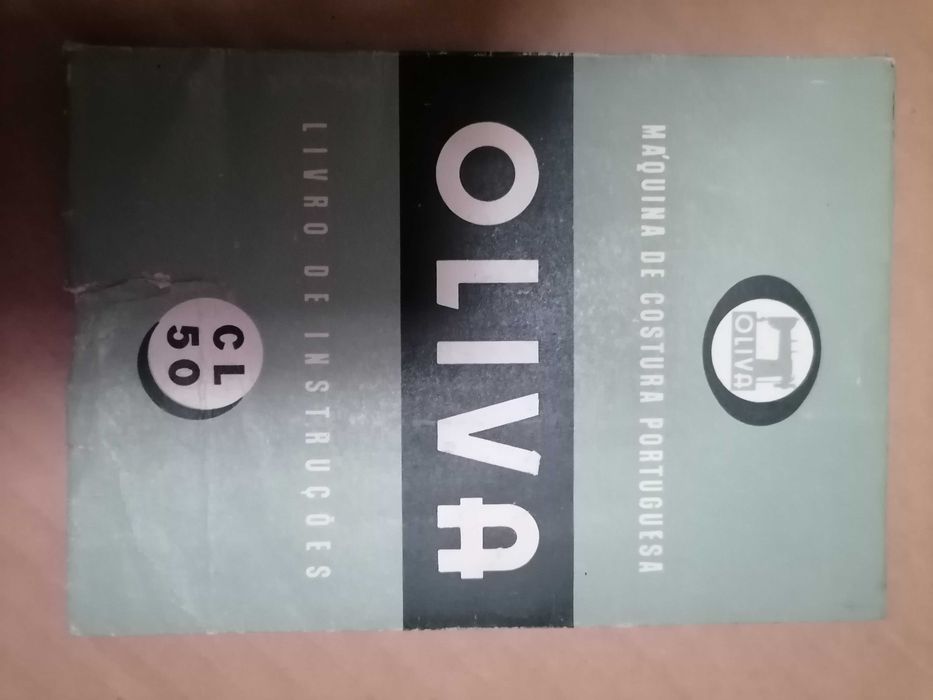 OLIVA
MÁQUINA DE COSTURA PORTUGUESA
OLIVA
LIVRO DE INSTRUÇÕES
CL
50